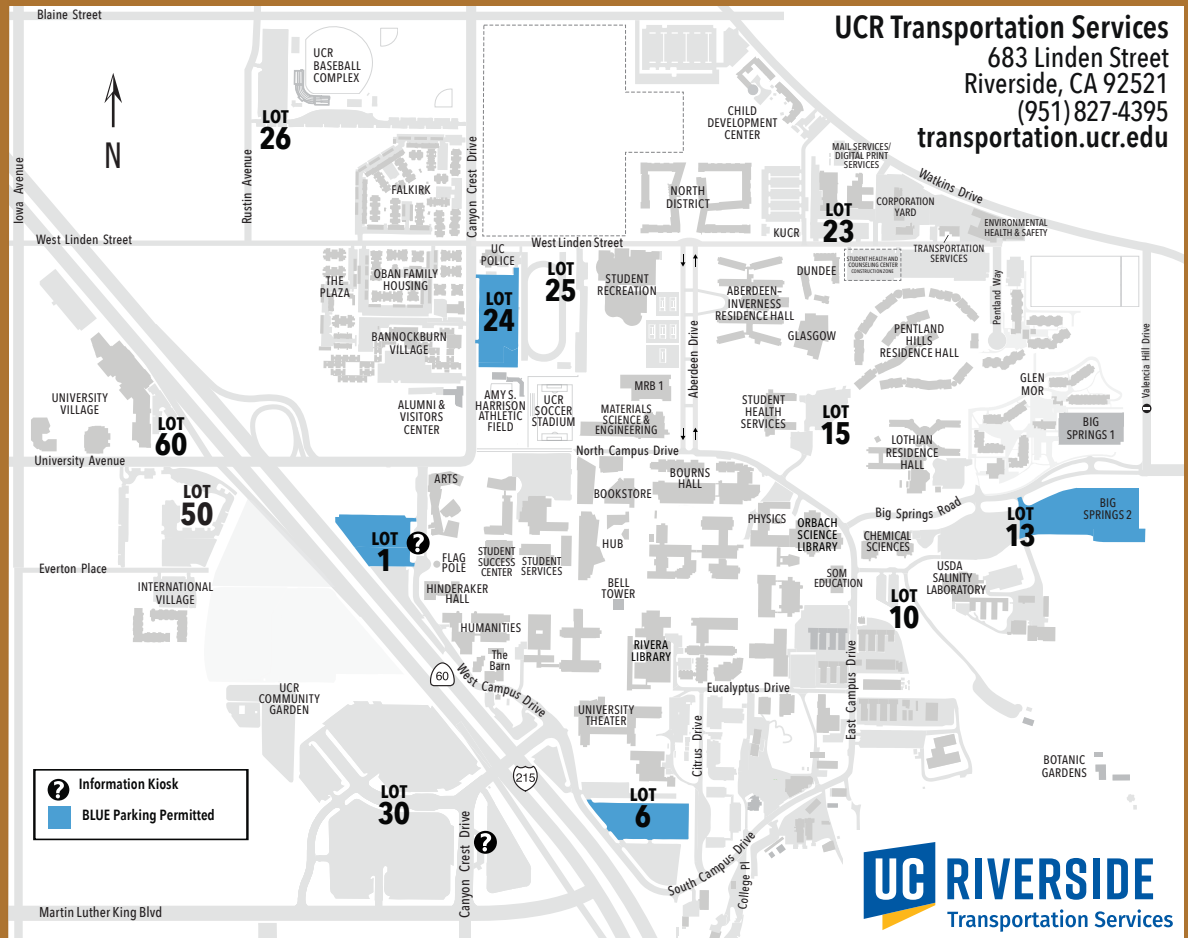 Blaine Street
UCR Transportation Services
683 Linden Street
Riverside, CA 92521
(951) 827-4395
transportation.ucr.edu
UCR
BASEBALL
COMPLEX
N
LOT
26
CHILD
DEVELOPMENT
CENTER
MAIL SERVICES/
DIGITAL PRINT
SERVICES
Watkins Drive
Iowa Avenue
Rustin Avenue
Canyon Crest Drive
FALKIRK
NORTH
DISTRICT
CORPORATION
YARD
LOT
23
KUCR
ENVIRONMENTAL
HEALTH & SAFETY
TRANSPORTATION
SERVICES
West Linden Street
West Linden Street
UC
POLICE
THE
PLAZA
OBAN FAMILY
HOUSING
LOT
24
LOT
25
STUDENT
RECREATION
ABERDEEN-
INVERNESS
RESIDENCE HALL
DUNDEE
STUDENT HEALTH AND
COUNSELING CENTER
CONSTRUCTION ZONE
Pentland Way
Valencia Hill Drive
BANNOCKBURN
VILLAGE
Aberdeen Drive
GLASGOW
PENTLAND
HILLS
RESIDENCE HALL
UNIVERSITY
VILLAGE
ALUMNI &
VISITORS
CENTER
AMY S.
HARRISON
ATHLETIC
FIELD
UCR
SOCCER
STADIUM
MRB 1
MATERIALS
SCIENCE &
ENGINEERING
STUDENT
HEALTH
SERVICES
LOT
15
GLEN
MOR
BIG
SPRINGS 1
LOTHIAN
RESIDENCE
HALL
LOT
60
University Avenue
North Campus Drive
LOT
50
ARTS
BOOKSTORE
BOURNS
HALL
PHYSICS
ORBACH
SCIENCE
LIBRARY
Big Springs Road
CHEMICAL
SCIENCES
LOT
13
BIG
SPRINGS 2
LOT
1
?
FLAG
POLE
STUDENT
SUCCESS
CENTER
STUDENT
SERVICES
HUB
Everton Place
INTERNATIONAL
VILLAGE
HINDERAKER
HALL
BELL
TOWER
SOM
EDUCATION
LOT
10
USDA
SALINITY
LABORATORY
HUMANITIES
The
Barn
RIVERA
LIBRARY
60
West Campus Drive
Eucalyptus Drive
East Campus Drive
UCR
COMMUNITY
GARDEN
UNIVERSITY
THEATER
Citrus Drive
BOTANIC
GARDENS
? Information Kiosk
BLUE Parking Permitted
215
LOT
30
LOT
6
Canyon Crest Drive
?
South Campus Drive
College Pl
Martin Luther King Blvd
UC RIVERSIDE
Transportation Services